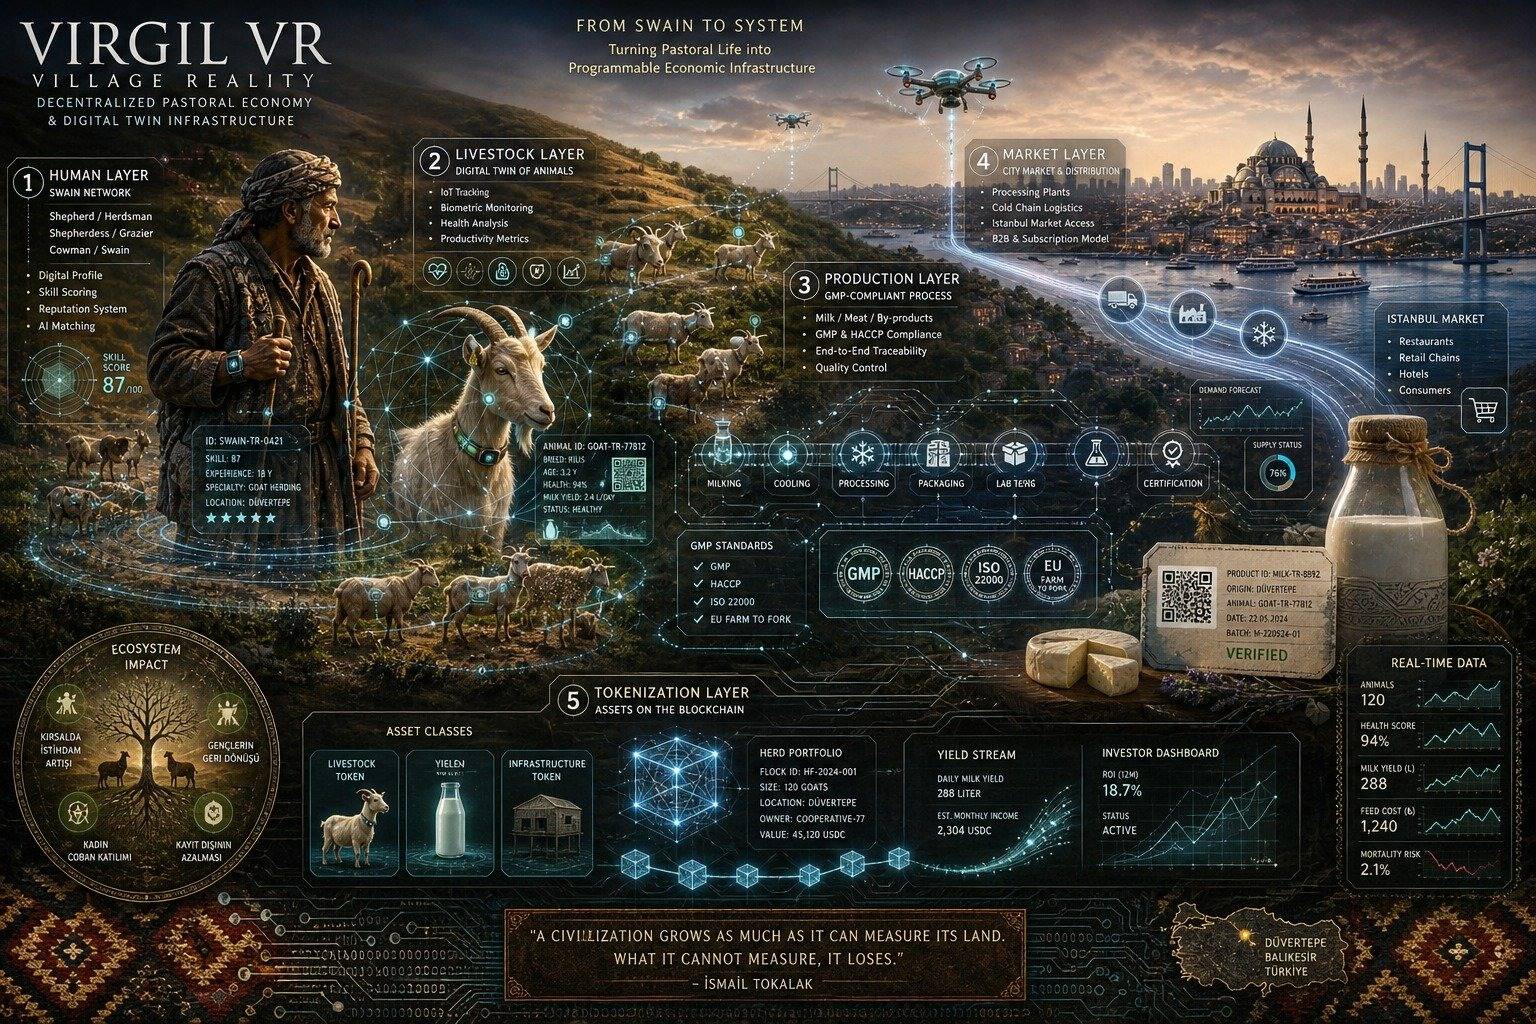 VIRGIL VR
VILLAGE REALITY
DECENTRALIZED PASTORAL ECONOMY
& DIGITAL TWIN INFRASTRUCTURE
FROM SWAIN TO SYSTEM
Turning Pastoral Life into
Programmable Economic Infrastructure
1 HUMAN LAYER
SWAIN NETWORK
Shepherd / Herdsman
Shepherdess / Grazier
Cowman / Swain
• Digital Profile
• Skill Scoring
• Reputation System
• AI Matching
SKILL
SCORE
87/100
ID: SWAIN-TR-0421
SKILL: 87
EXPERIENCE: 18 Y
SPECIALTY: GOAT HERDING
LOCATION: DÜVERTEPE
2 LIVESTOCK LAYER
DIGITAL TWIN OF ANIMALS
• IoT Tracking
• Biometric Monitoring
• Health Analysis
• Productivity Metrics
ANIMAL ID: GOAT-TR-77812
BREED:
AGE: 3.2 Y
HEALTH: 94%
MILK YIELD: 2.4 L/DAY
STATUS: HEALTHY
3 PRODUCTION LAYER
GMP-COMPLIANT PROCESS
• Milk / Meat / By-products
• GMP & HACCP Compliance
• End-to-End Traceability
• Quality Control
4 MARKET LAYER
CITY MARKET & DISTRIBUTION
• Processing Plants
• Cold Chain Logistics
• Istanbul Market Access
• B2B & Subscription Model
ISTANBUL MARKET
• Restaurants
• Retail Chains
• Hotels
• Consumers
DEMAND FORECAST
SUPPLY STATUS
76%
MILKING
COOLING
PROCESSING
PACKAGING
LAB
CERTIFICATION
GMP STANDARDS
✓ GMP
✓ HACCP
✓ ISO 22000
✓ EU FARM TO FORK
GMP
HACCP
ISO
22000
EU
FARM
TO FORK
PRODUCT ID: MILK-TR-8892
ORIGIN: DÜVERTEPE
ANIMAL: GOAT-TR-77812
DATE: 22.05.2024
BATCH: M-220524-01
VERIFIED
ECOSYSTEM
IMPACT
KIRSALDA
İSTİHDAM
ARTIŞI
GENÇLERİN
GERİ DÖNÜŞÜ
KADIN
ÇOBAN KATILIMI
KAYIT DIŞININ
AZALMASI
5 TOKENIZATION LAYER
ASSETS ON THE BLOCKCHAIN
ASSET CLASSES
LIVESTOCK
TOKEN
YIELEN
INFRASTRUCTURE
TOKEN
HERD PORTFOLIO
FLOCK ID: HF-2024-001
SIZE: 120 GOATS
LOCATION: DÜVERTEPE
OWNER: COOPERATIVE-77
VALUE: 45,120 USDC
YIELD STREAM
DAILY MILK YIELD
288 LITER
EST. MONTHLY INCOME
2,304 USDC
INVESTOR DASHBOARD
ROI (12M)
18.7%
STATUS
ACTIVE
REAL-TIME DATA
ANIMALS
120
HEALTH SCORE
94%
MILK YIELD (L)
288
FEED COST (₺)
1,240
MORTALITY RISK
2.1%
"A CIVILIZATION GROWS AS MUCH AS IT CAN MEASURE ITS LAND.
WHAT IT CANNOT MEASURE, IT LOSES."
– İSMAİL TOKALAK
DÜVERTEPE
BALIKESİR
TÜRKİYE